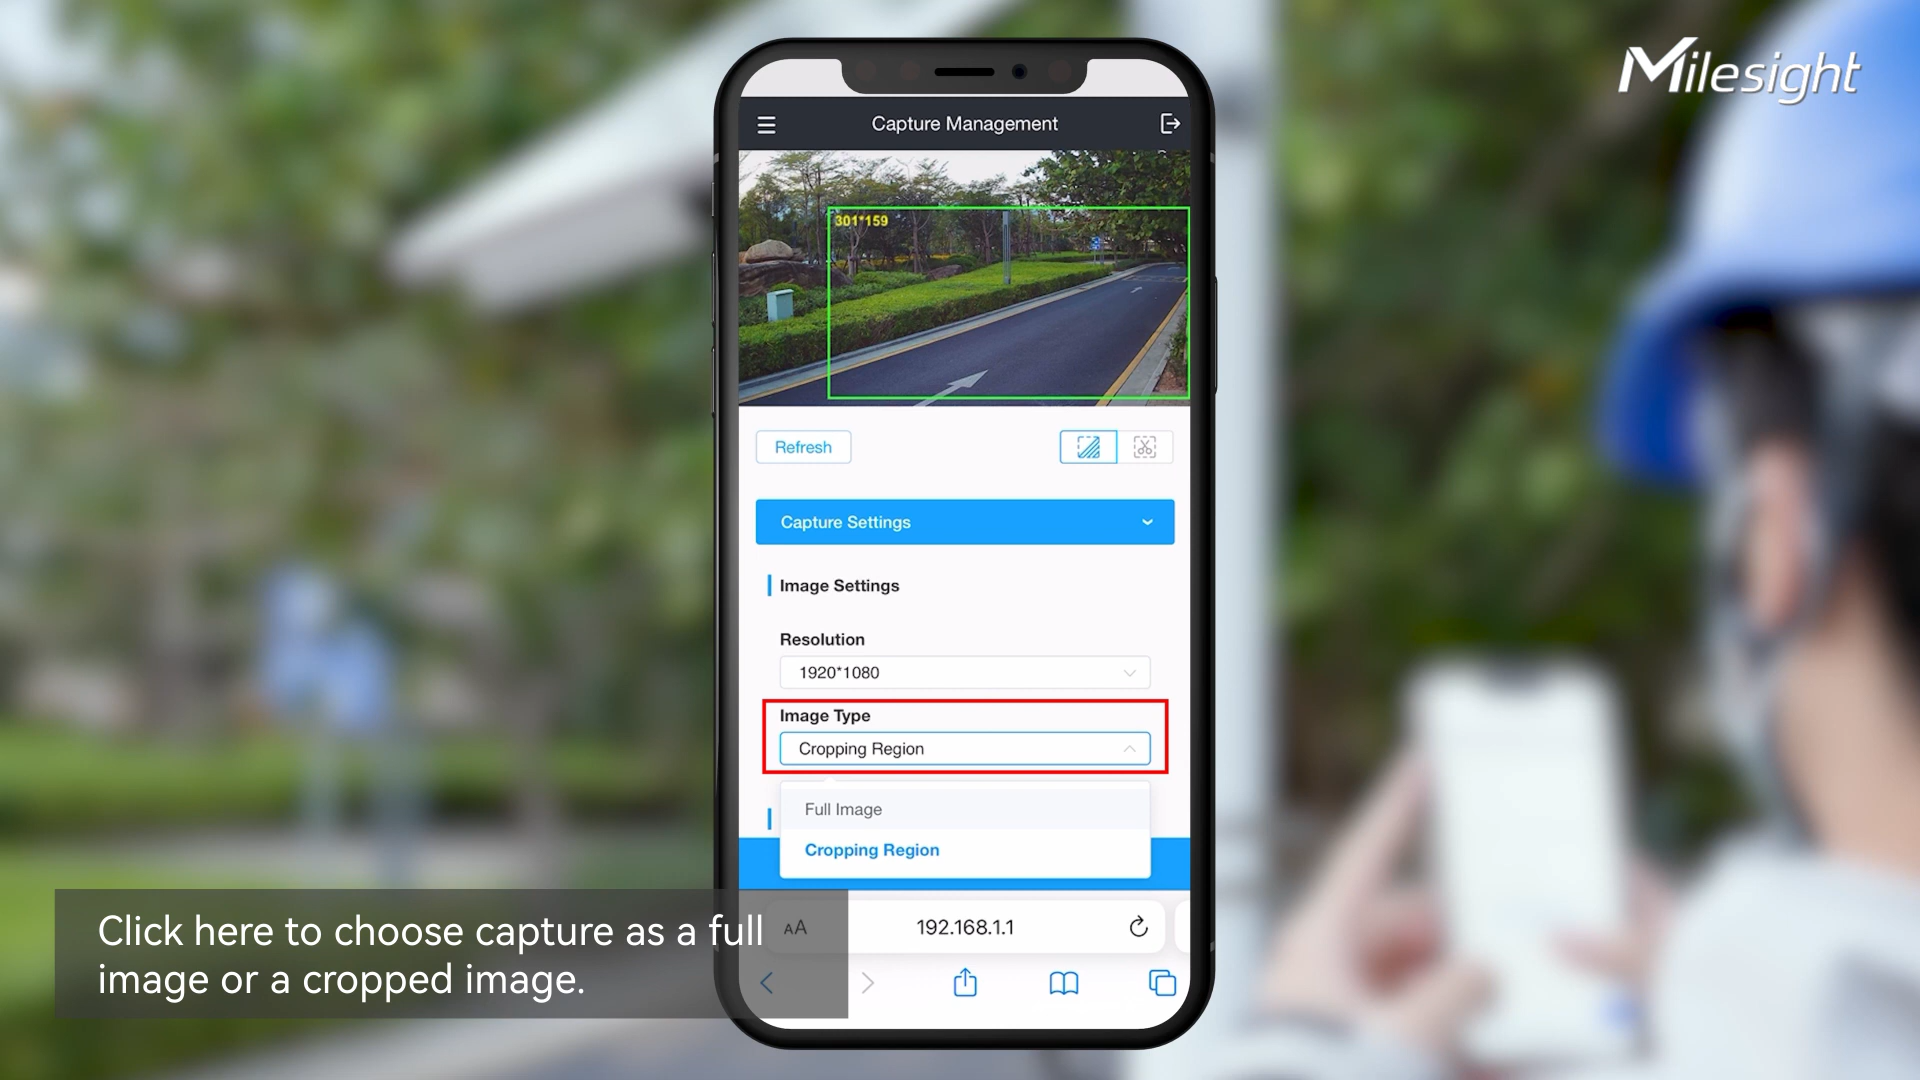 Milesight
Capture Management
301*159
Refresh
Capture Settings
Image Settings
Resolution
1920*1080
Image Type
Cropping Region
Full Image
Cropping Region
AA
192.168.1.1
Click here to choose capture as a full
image or a cropped image.